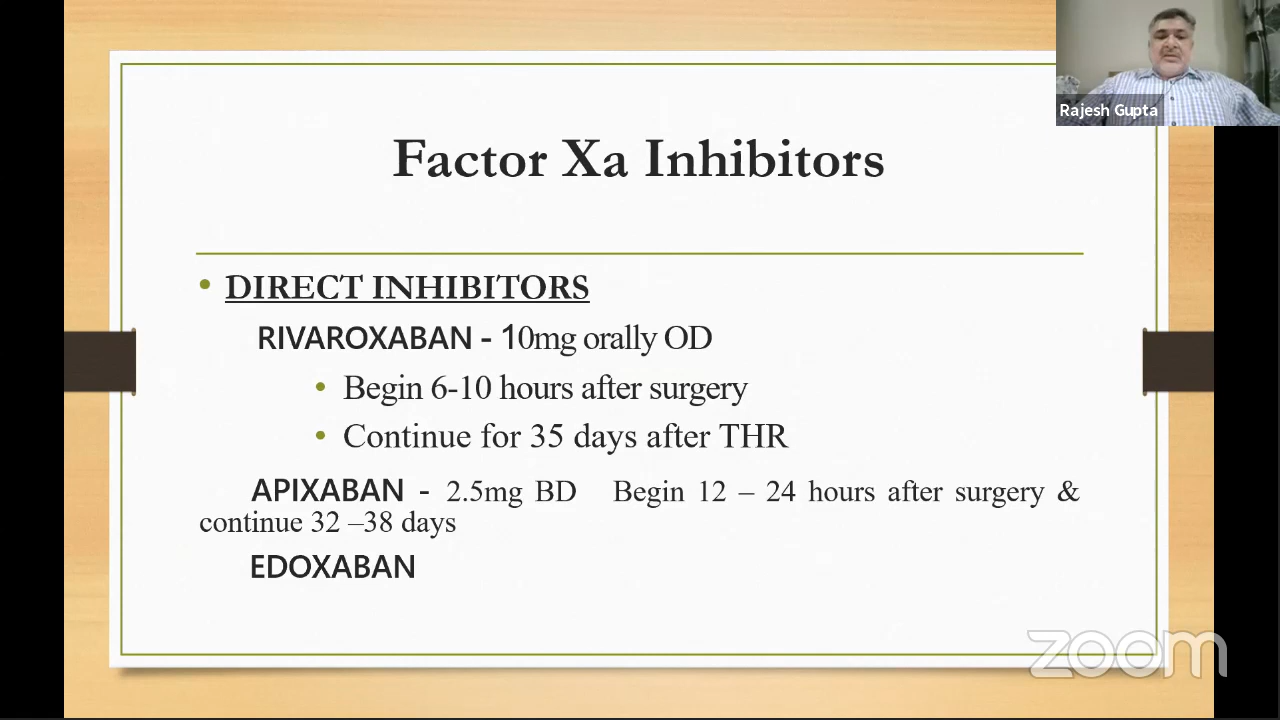 Rajesh Gupta
Factor Xa Inhibitors
• DIRECT INHIBITORS
RIVAROXABAN - 10mg orally OD
• Begin 6-10 hours after surgery
• Continue for 35 days after THR
APIXABAN - 2.5mg BD Begin 12 – 24 hours after surgery &
continue 32 –38 days
EDOXABAN
zoom